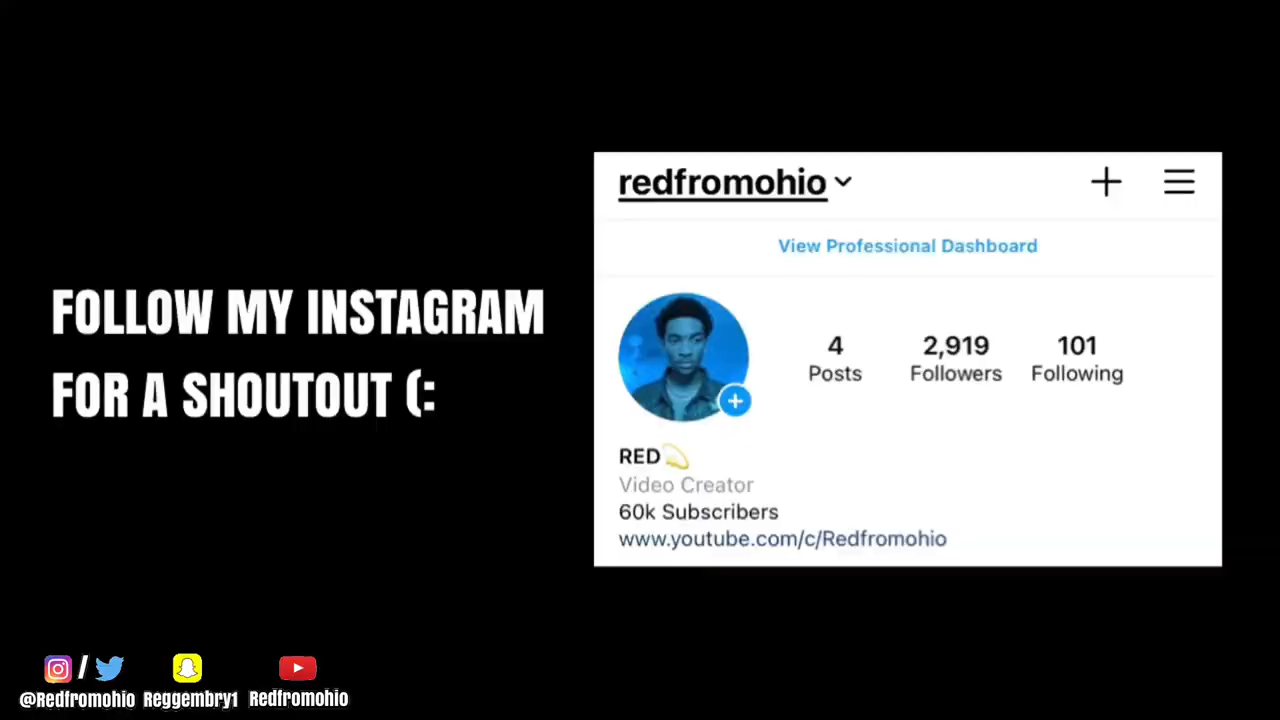 FOLLOW MY INSTAGRAM
FOR A SHOUTOUT (:
redfromohio
View Professional Dashboard
4
Posts
2,919
Followers
101
Following
RED💫
Video Creator
60k Subscribers
www.youtube.com/c/Redfromohio
/
@Redfromohio
Reggembry1
Redfromohio